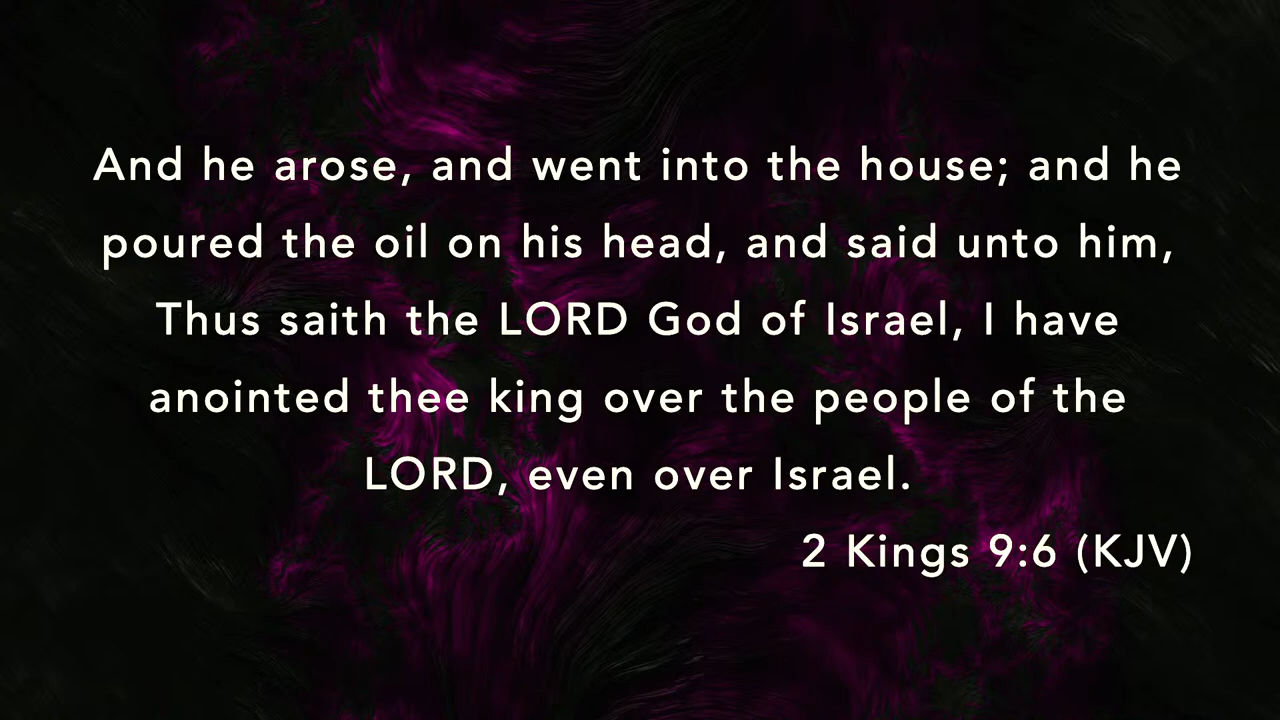 And he arose, and went into the house; and he
poured the oil on his head, and said unto him,
Thus saith the LORD God of Israel, I have
anointed thee king over the people of the
LORD, even over Israel.
2 Kings 9:6 (KJV)